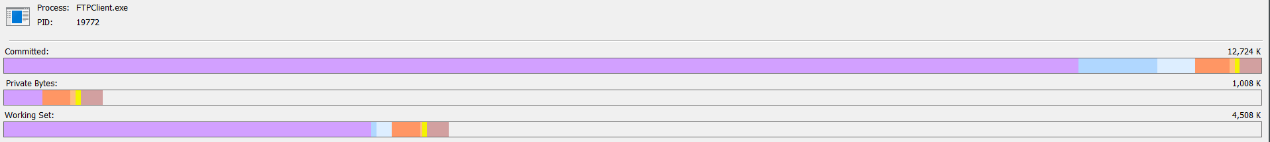 Process: FTPClient.exe
PID: 19772
Committed: 12,724 K
Private Bytes: 1,008 K
Working Set: 4,508 K